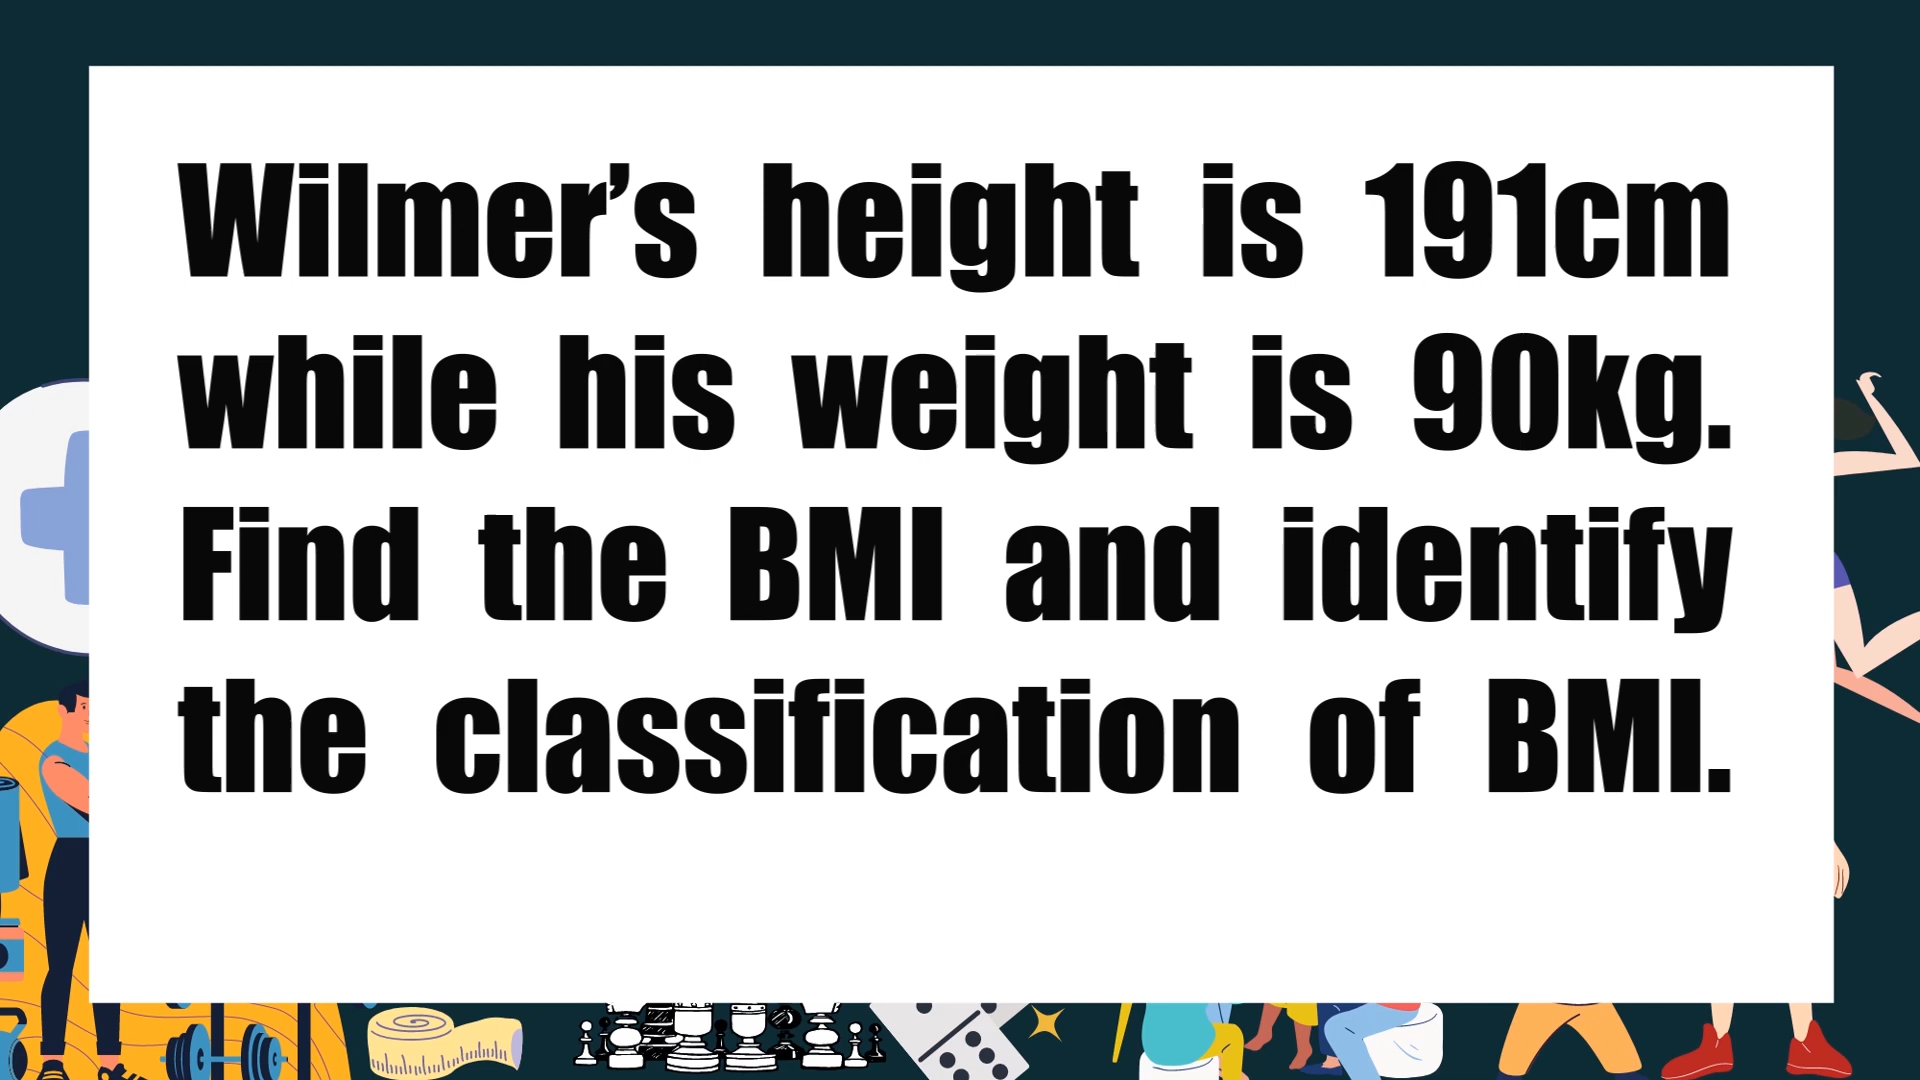 Wilmer’s height is 191cm
while his weight is 90kg.
Find the BMI and identify
the classification of BMI.